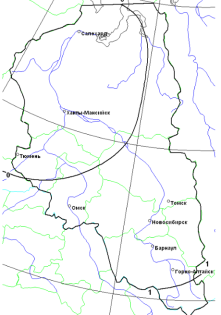 Салехард
Ханты-Мансийск
Тюмень
0
Томск
Омск
Новосибирск
Барнаул
1
Горно-Алтайск
1